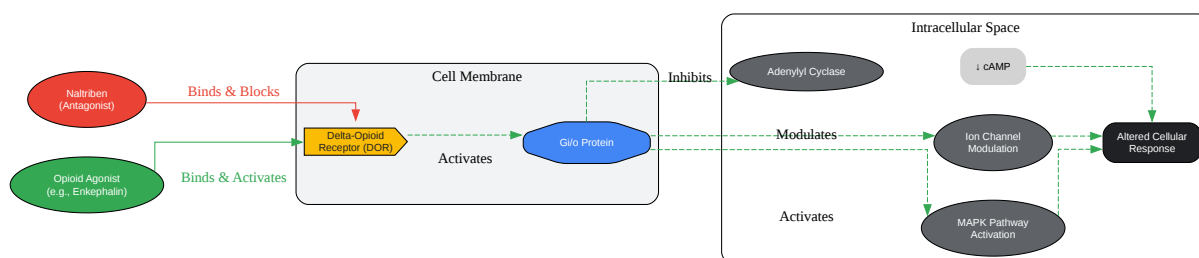 Intracellular Space
Cell Membrane
Inhibits
Adenylyl Cyclase
↓ cAMP
Naltriben
(Antagonist)
Binds & Blocks
Delta-Opioid
Receptor (DOR)
Activates
Gi/o Protein
Modulates
Ion Channel
Modulation
Altered Cellular
Response
Opioid Agonist
(e.g., Enkephalin)
Binds & Activates
Activates
MAPK Pathway
Activation